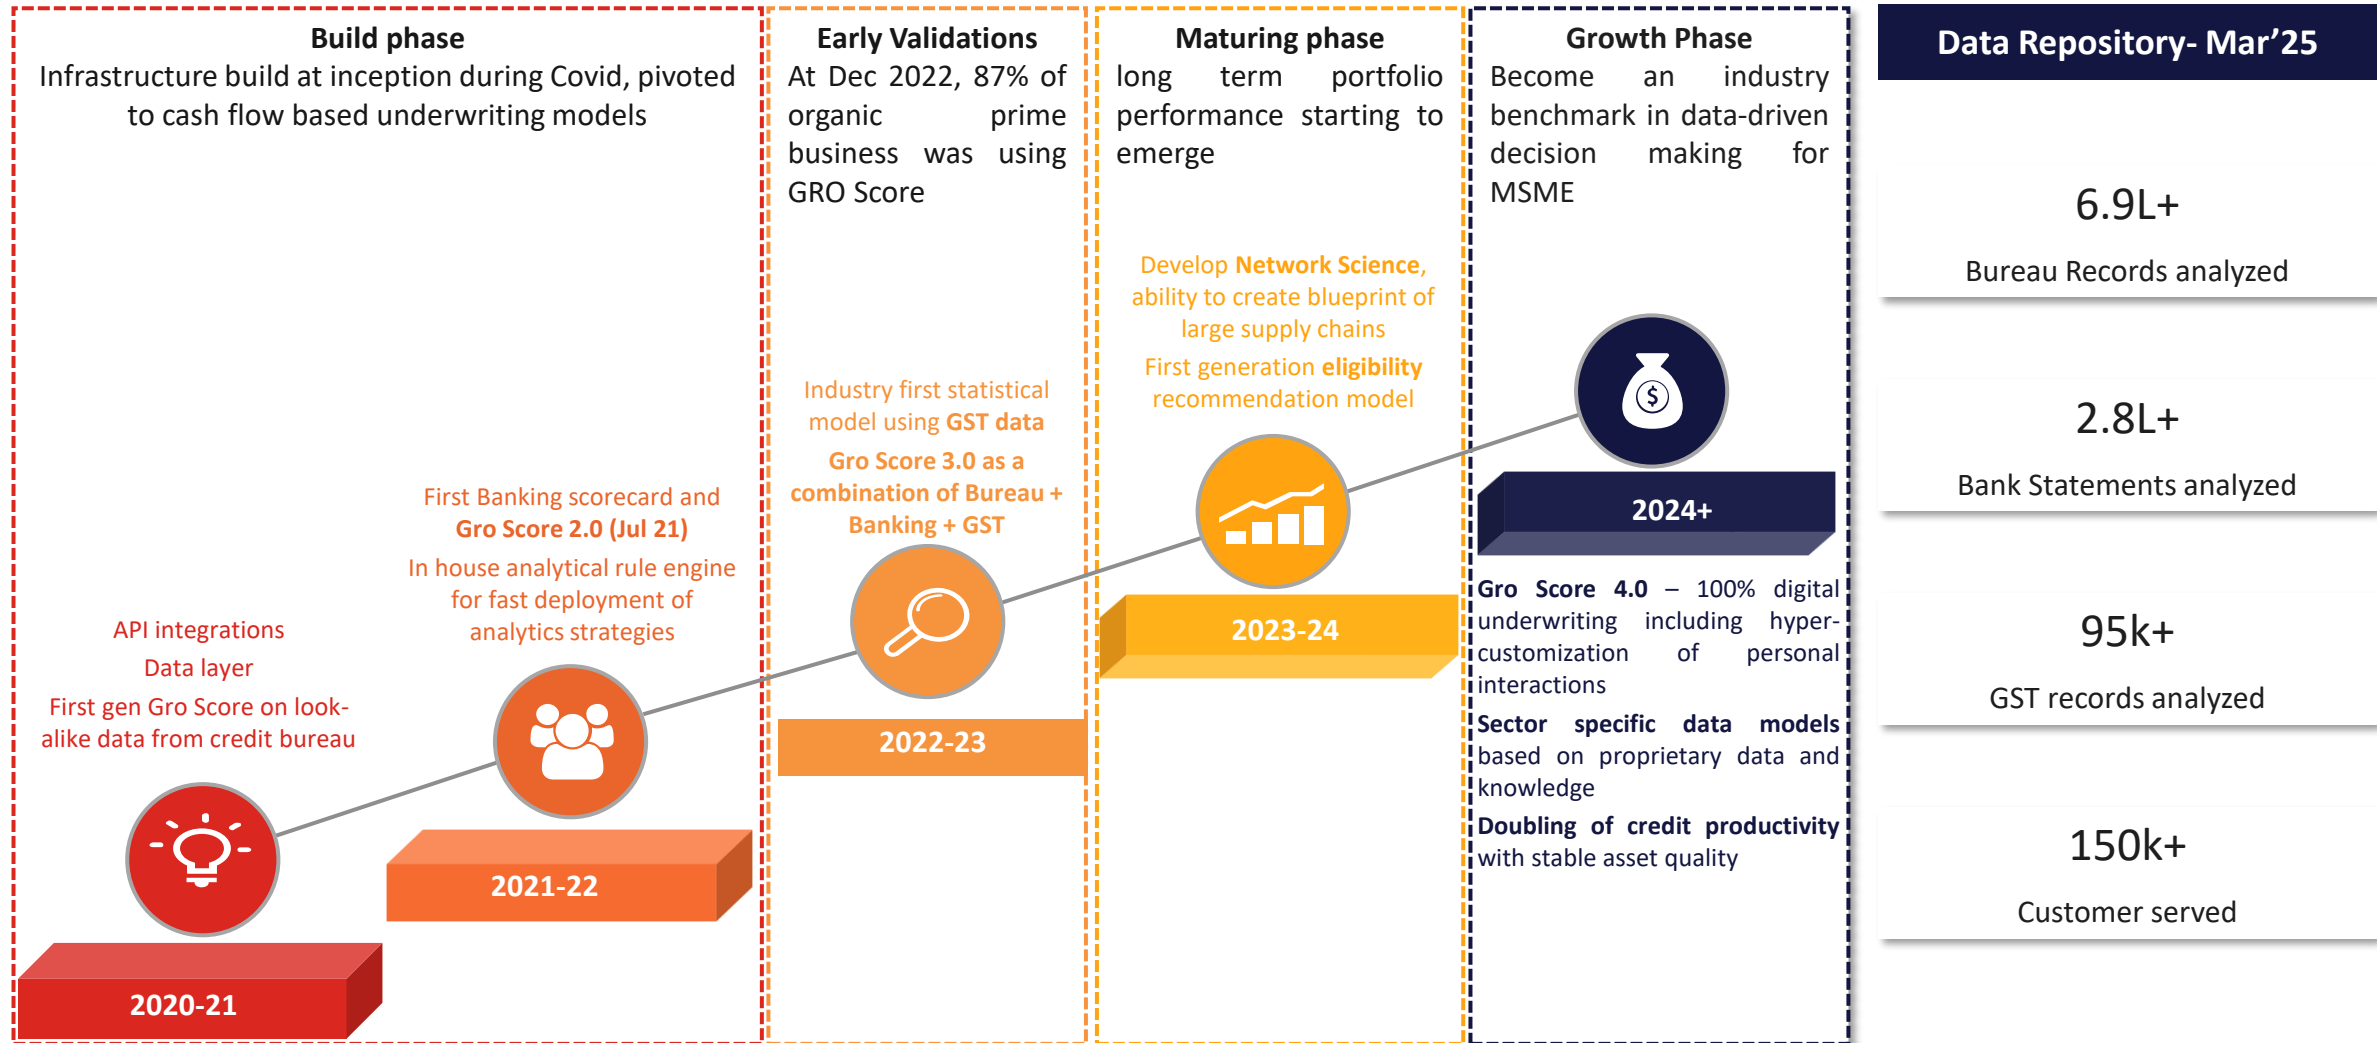 Build phase
Infrastructure build at inception during Covid, pivoted
to cash flow based underwriting models
API integrations
Data layer
First gen Gro Score on look-
alike data from credit bureau
2020-21
First Banking scorecard and
Gro Score 2.0 (Jul 21)
In house analytical rule engine
for fast deployment of
analytics strategies
2021-22
Early Validations
At Dec 2022, 87% of
organic prime
business was using
GRO Score
Industry first statistical
model using GST data
Gro Score 3.0 as a
combination of Bureau +
Banking + GST
2022-23
Maturing phase
long term portfolio
performance starting to
emerge
Develop Network Science,
ability to create blueprint of
large supply chains
First generation eligibility
recommendation model
2023-24
Growth Phase
Become an industry
benchmark in data-driven
decision making for
MSME
$
2024+
Gro Score 4.0 – 100% digital
underwriting including hyper-
customization of personal
interactions
Sector specific data models
based on proprietary data and
knowledge
Doubling of credit productivity
with stable asset quality
Data Repository- Mar’25
6.9L+
Bureau Records analyzed
2.8L+
Bank Statements analyzed
95k+
GST records analyzed
150k+
Customer served